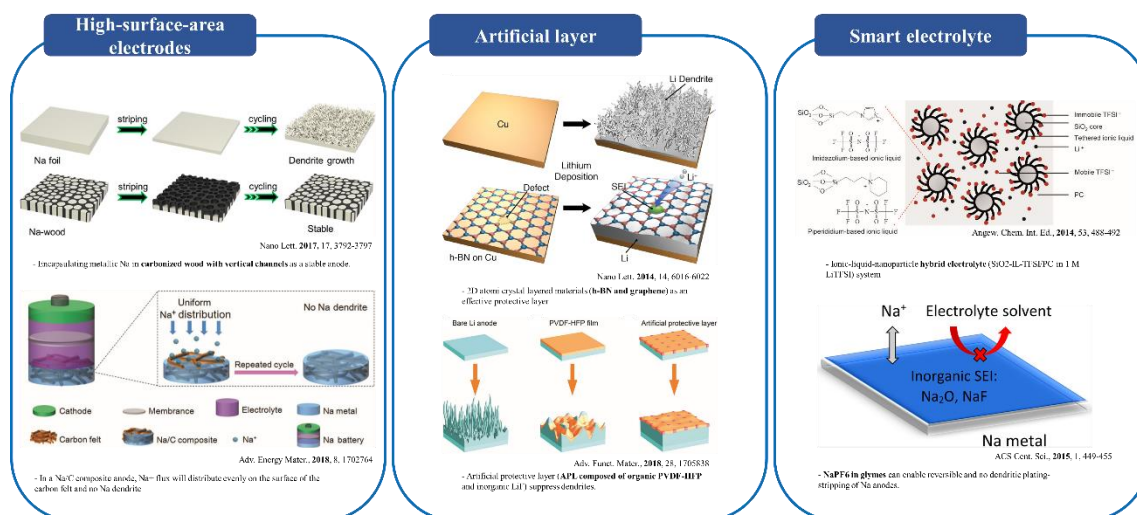 High-surface-area
electrodes
striping
cycling
Na foil
Dendrite growth
striping
cycling
Na-wood
Stable
Nano Lett. 2017, 17, 3792-3797
- Encapsulating metallic Na in carbonized wood with vertical channels as a stable anode.
Uniform
Na⁺ distribution
No Na dendrite
Repeated cycle
Cathode
Membrance
Electrolyte
Na metal
Carbon felt
Na/C composite
Na⁺
Na battery
Adv. Energy Mater., 2018, 8, 1702764
- In a Na/C composite anode, Na+ flux will distribute evenly on the surface of
the carbon felt and no Na dendrite
Artificial layer
Li Dendrite
Cu
Lithium
Deposition
Li⁺
Defect
SEI
h-BN on Cu
Li
Nano Lett. 2014, 14, 6016-6022
- 2D atomi crystal layered materials (h-BN and graphene) as an
effective protective layer
Bare Li anode
PVDF-HFP film
Artificial protective layer
Adv. Funct. Mater., 2018, 28, 1705838
- Artificial protective layer (APL composed of organic PVDF-HFP
and inorganic LiF) suppress dendrites.
Smart electrolyte
SiO₂
Imidazolium-based ionic liquid
SiO₂
Piperididium-based ionic liquid
Immobile TFSI⁻
SiO₂ core
Tethered ionic liquid
Li⁺
Mobile TFSI⁻
PC
Angew. Chem. Int. Ed., 2014, 53, 488-492
- Ionic-liquid-nanoparticle hybrid electrolyte (SiO2-IL-TFSI/PC in 1 M
LiTFSI) system
Na⁺
Electrolyte solvent
Inorganic SEI:
Na₂O, NaF
Na metal
ACS Cent. Sci., 2015, 1, 449-455
- NaPF6 in glymes can enable reversible and no dendritic plating-
stripping of Na anodes.